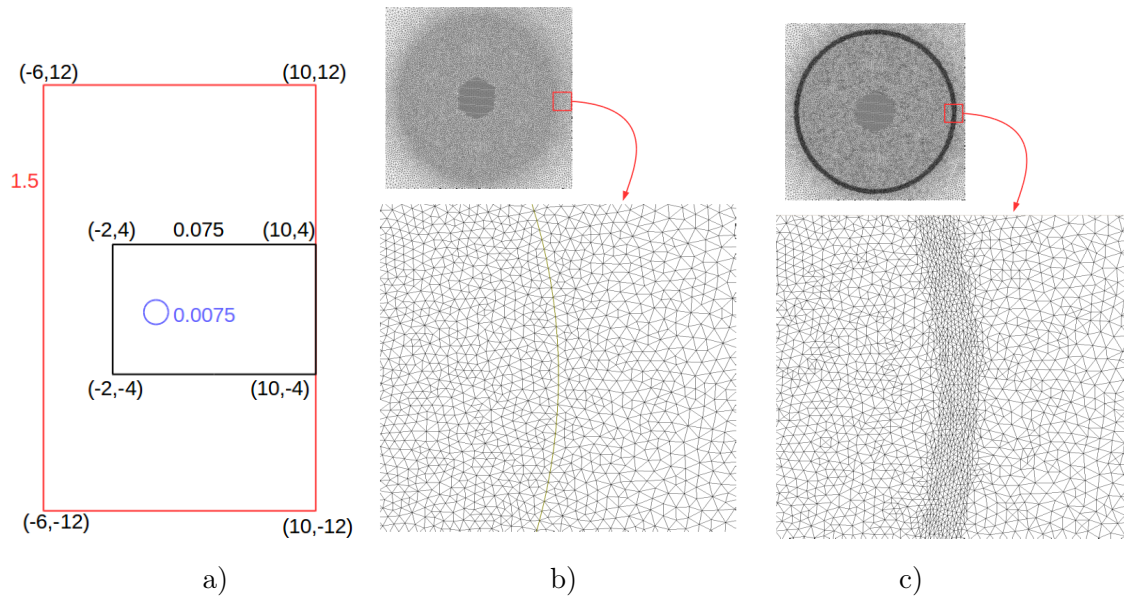 (-6,12) (10,12)
1.5
(-2,4) 0.075 (10,4)
0.0075
(-2,-4) (10,-4)
(-6,-12) (10,-12)
a) b) c)